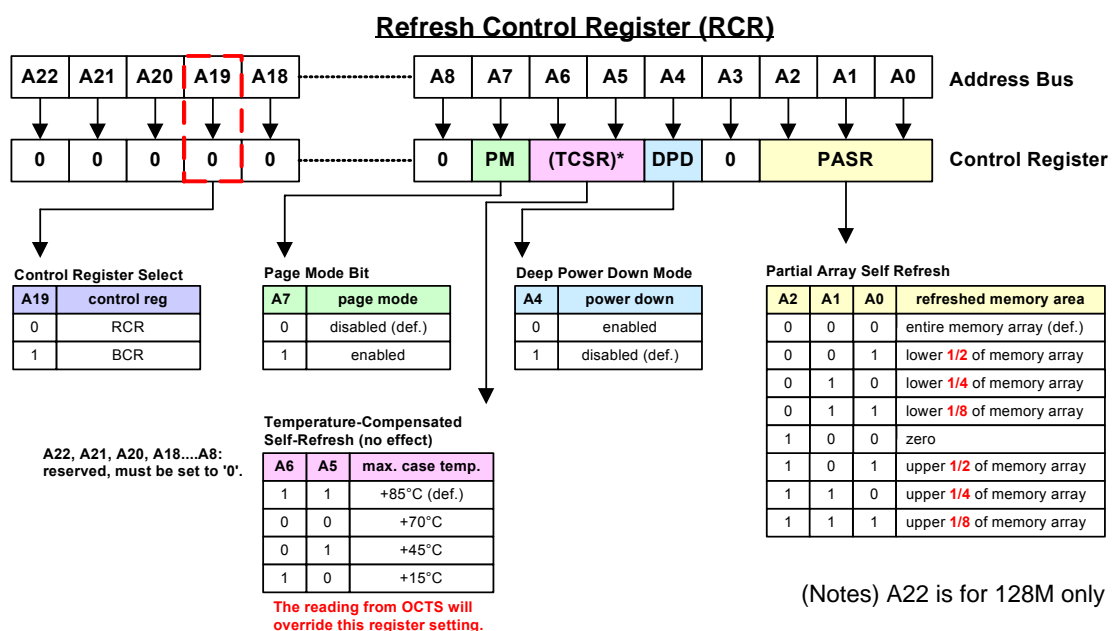 Refresh Control Register (RCR)
A22 A21 A20 A19 A18 A8 A7 A6 A5 A4 A3 A2 A1 A0 Address Bus
0 0 0 0 0 0 PM (TCSR)* DPD 0 PASR Control Register
Control Register Select
A19 control reg
0 RCR
1 BCR
Page Mode Bit
A7 page mode
0 disabled (def.)
1 enabled
Deep Power Down Mode
A4 power down
0 enabled
1 disabled (def.)
Partial Array Self Refresh
A2 A1 A0 refreshed memory area
0 0 0 entire memory array (def.)
0 0 1 lower 1/2 of memory array
0 1 0 lower 1/4 of memory array
0 1 1 lower 1/8 of memory array
1 0 0 zero
1 0 1 upper 1/2 of memory array
1 1 0 upper 1/4 of memory array
1 1 1 upper 1/8 of memory array
A22, A21, A20, A18....A8:
reserved, must be set to '0'.
Temperature-Compensated
Self-Refresh (no effect)
A6 A5 max. case temp.
1 1 +85°C (def.)
0 0 +70°C
0 1 +45°C
1 0 +15°C
The reading from OCTS will
override this register setting.
(Notes) A22 is for 128M only